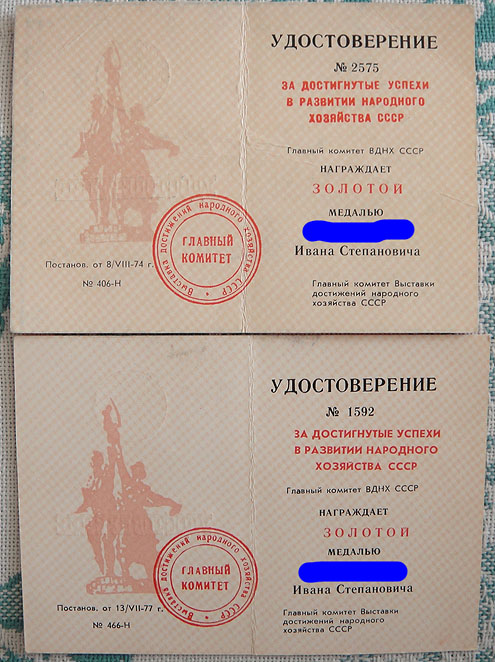 УДОСТОВЕРЕНИЕ
№ 2575
ЗА ДОСТИГНУТЫЕ УСПЕХИ
В РАЗВИТИИ НАРОДНОГО
ХОЗЯЙСТВА СССР
Главный комитет ВДНХ СССР
НАГРАЖДАЕТ
ЗОЛОТОЙ
МЕДАЛЬЮ
Ивана Степановича
Главный комитет Выставки
достижений народного
хозяйства СССР
Выставка достижений народного хозяйства СССР
ГЛАВНЫЙ
КОМИТЕТ
Постанов. от 8/VIII-74 г.
№ 406-Н
УДОСТОВЕРЕНИЕ
№ 1592
ЗА ДОСТИГНУТЫЕ УСПЕХИ
В РАЗВИТИИ НАРОДНОГО
ХОЗЯЙСТВА СССР
Главный комитет ВДНХ СССР
НАГРАЖДАЕТ
ЗОЛОТОЙ
МЕДАЛЬЮ
Ивана Степановича
Главный комитет Выставки
достижений народного
хозяйства СССР
Выставка достижений народного хозяйства СССР
ГЛАВНЫЙ
КОМИТЕТ
Постанов. от 13/VII-77 г.
№ 466-Н